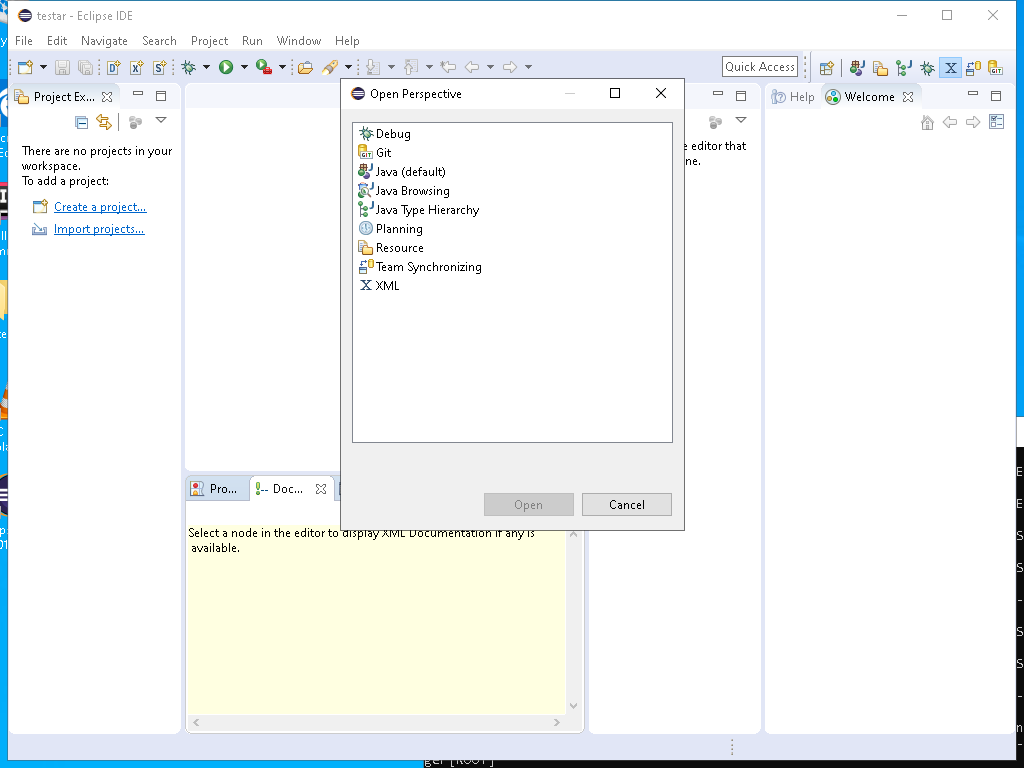 testar - Eclipse IDE
File Edit Navigate Search Project Run Window Help
Quick Access
Project Ex...
There are no projects in your
workspace.
To add a project:
Create a project...
Import projects...
Open Perspective
Debug
Git
Java (default)
Java Browsing
Java Type Hierarchy
Planning
Resource
Team Synchronizing
XML
Open
Cancel
e editor that
ne.
Help
Welcome
Pro...
Doc...
Select a node in the editor to display XML Documentation if any is
available.